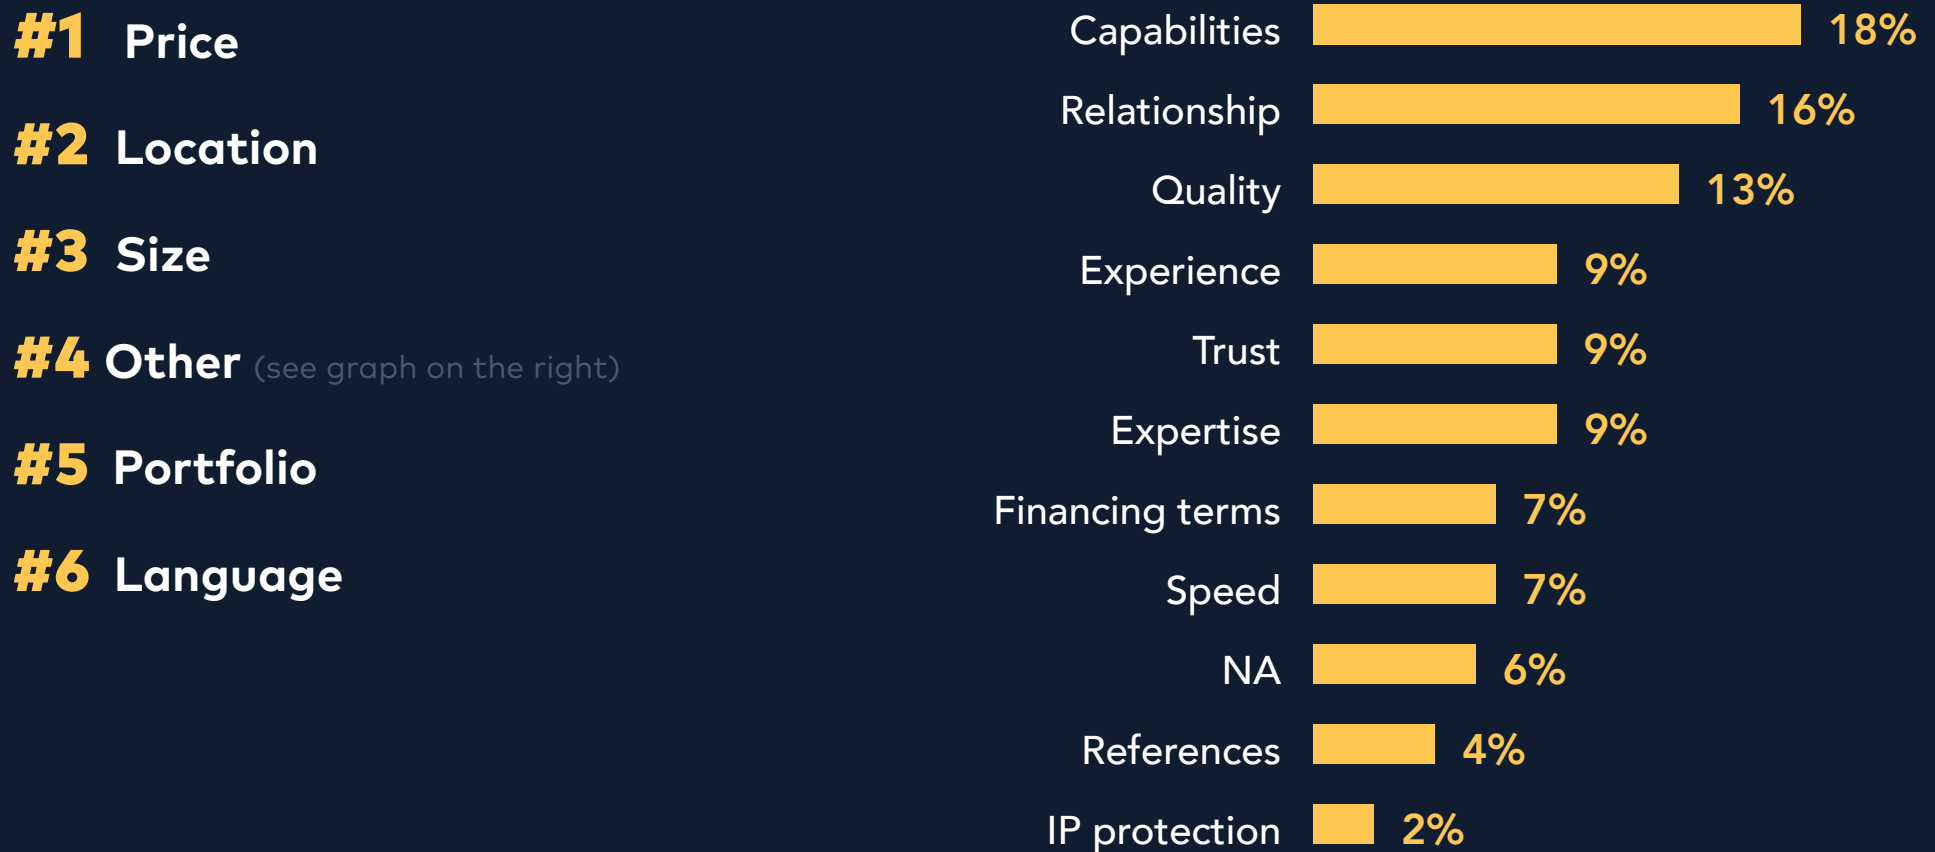 #1 Price
#2 Location
#3 Size
#4 Other (see graph on the right)
#5 Portfolio
#6 Language
Capabilities 18%
Relationship 16%
Quality 13%
Experience 9%
Trust 9%
Expertise 9%
Financing terms 7%
Speed 7%
NA 6%
References 4%
IP protection 2%